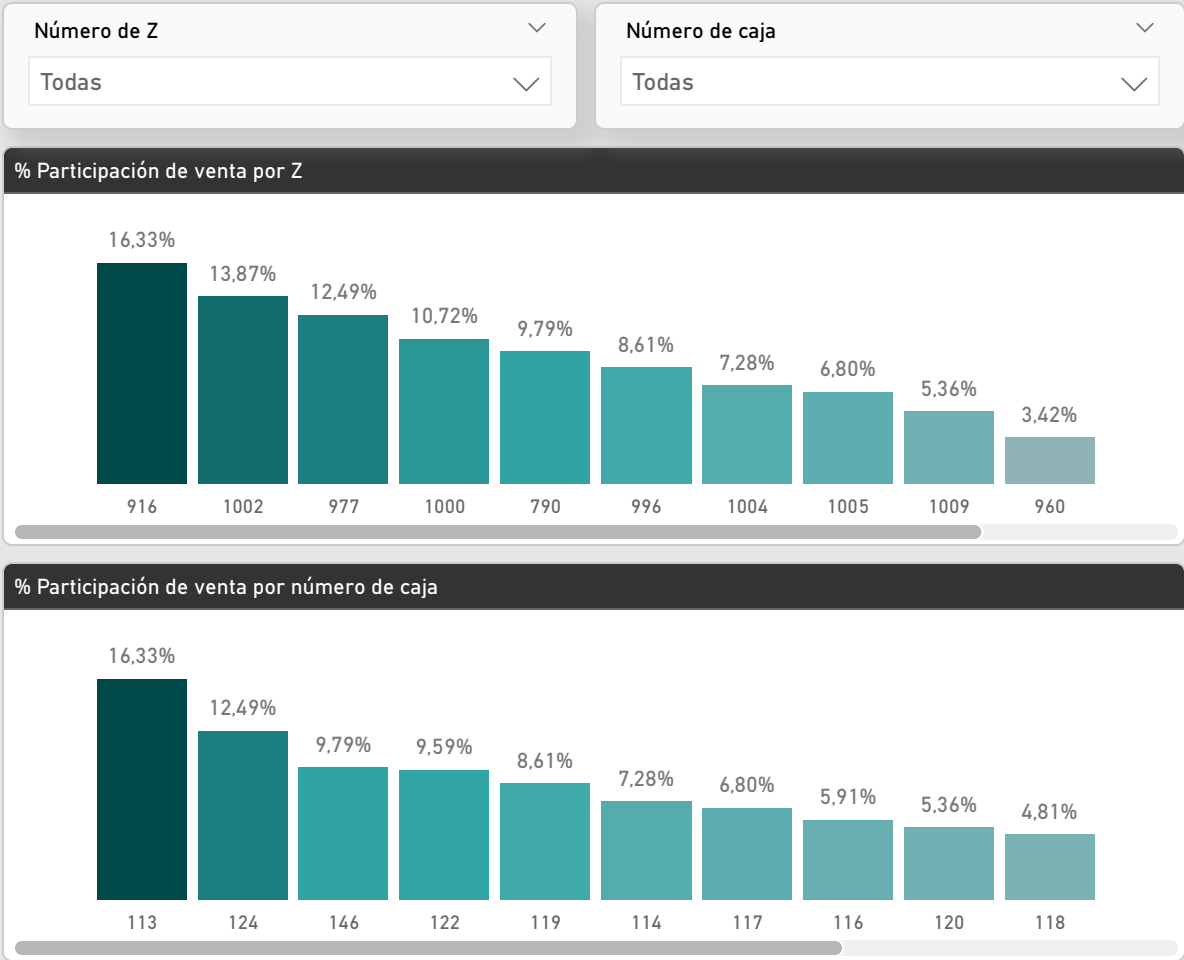 Número de Z
Número de caja
Todas
Todas
% Participación de venta por Z
16,33%
13,87%
12,49%
10,72%
9,79%
8,61%
7,28%
6,80%
5,36%
3,42%
916 1002 977 1000 790 996 1004 1005 1009 960
% Participación de venta por número de caja
16,33%
12,49%
9,79%
9,59%
8,61%
7,28%
6,80%
5,91%
5,36%
4,81%
113 124 146 122 119 114 117 116 120 118